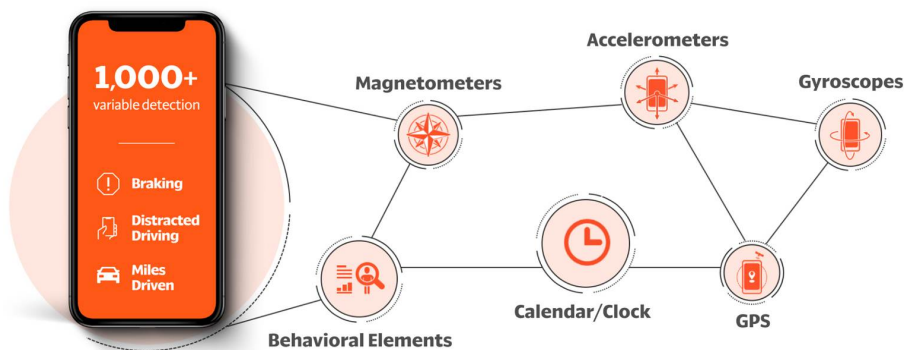 1,000+
variable detection
Braking
Distracted
Driving
Miles
Driven
Magnetometers
Accelerometers
Gyroscopes
Behavioral Elements
Calendar/Clock
GPS